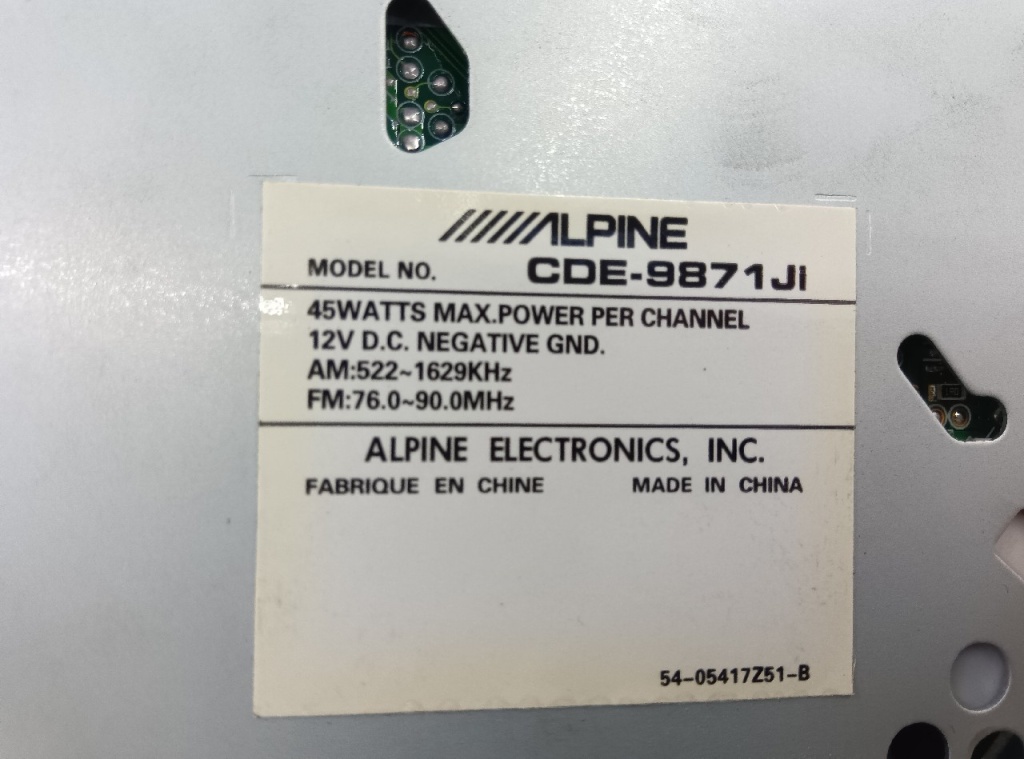 ALPINE
MODEL NO. CDE-9871Ji
45WATTS MAX.POWER PER CHANNEL
12V D.C. NEGATIVE GND.
AM:522~1629KHz
FM:76.0~90.0MHz
ALPINE ELECTRONICS, INC.
FABRIQUE EN CHINE MADE IN CHINA
54-05417Z51-B